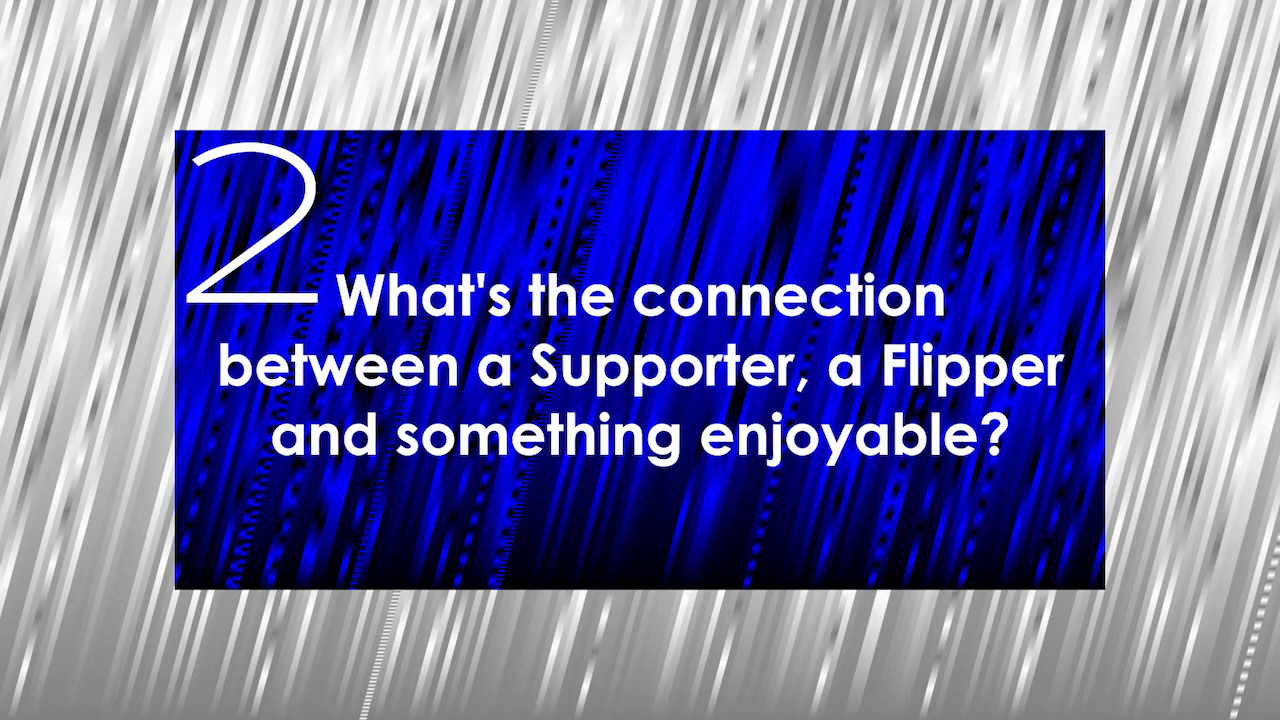 2
What's the connection
between a Supporter, a Flipper
and something enjoyable?